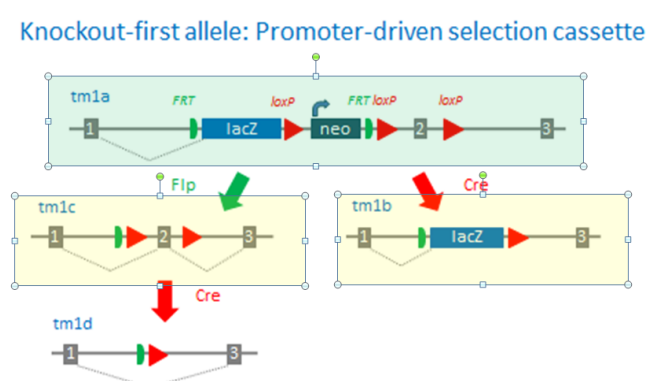 Knockout-first allele: Promoter-driven selection cassette
tm1a
FRT loxP FRT loxP loxP
1 lacZ neo 2 3
Flp Cre
tm1c tm1b
1 2 3 1 lacZ 3
Cre
tm1d
1 3